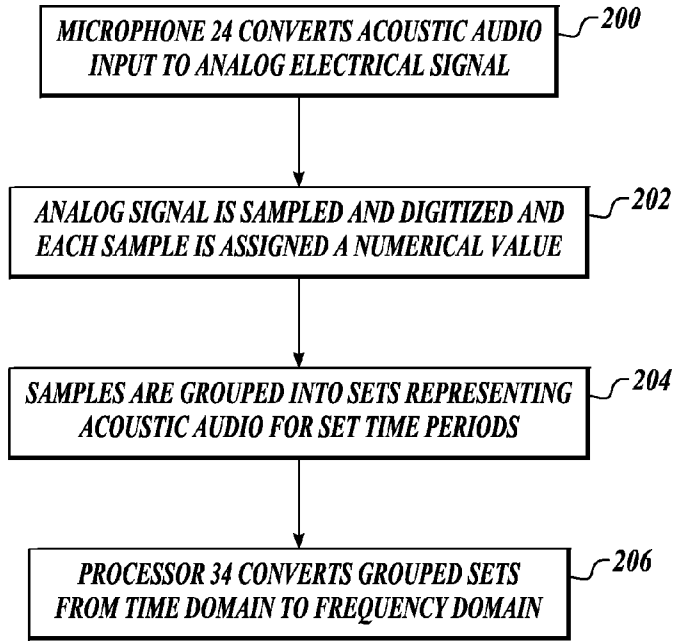 MICROPHONE 24 CONVERTS ACOUSTIC AUDIO
INPUT TO ANALOG ELECTRICAL SIGNAL
200
ANALOG SIGNAL IS SAMPLED AND DIGITIZED AND
EACH SAMPLE IS ASSIGNED A NUMERICAL VALUE
202
SAMPLES ARE GROUPED INTO SETS REPRESENTING
ACOUSTIC AUDIO FOR SET TIME PERIODS
204
PROCESSOR 34 CONVERTS GROUPED SETS
FROM TIME DOMAIN TO FREQUENCY DOMAIN
206